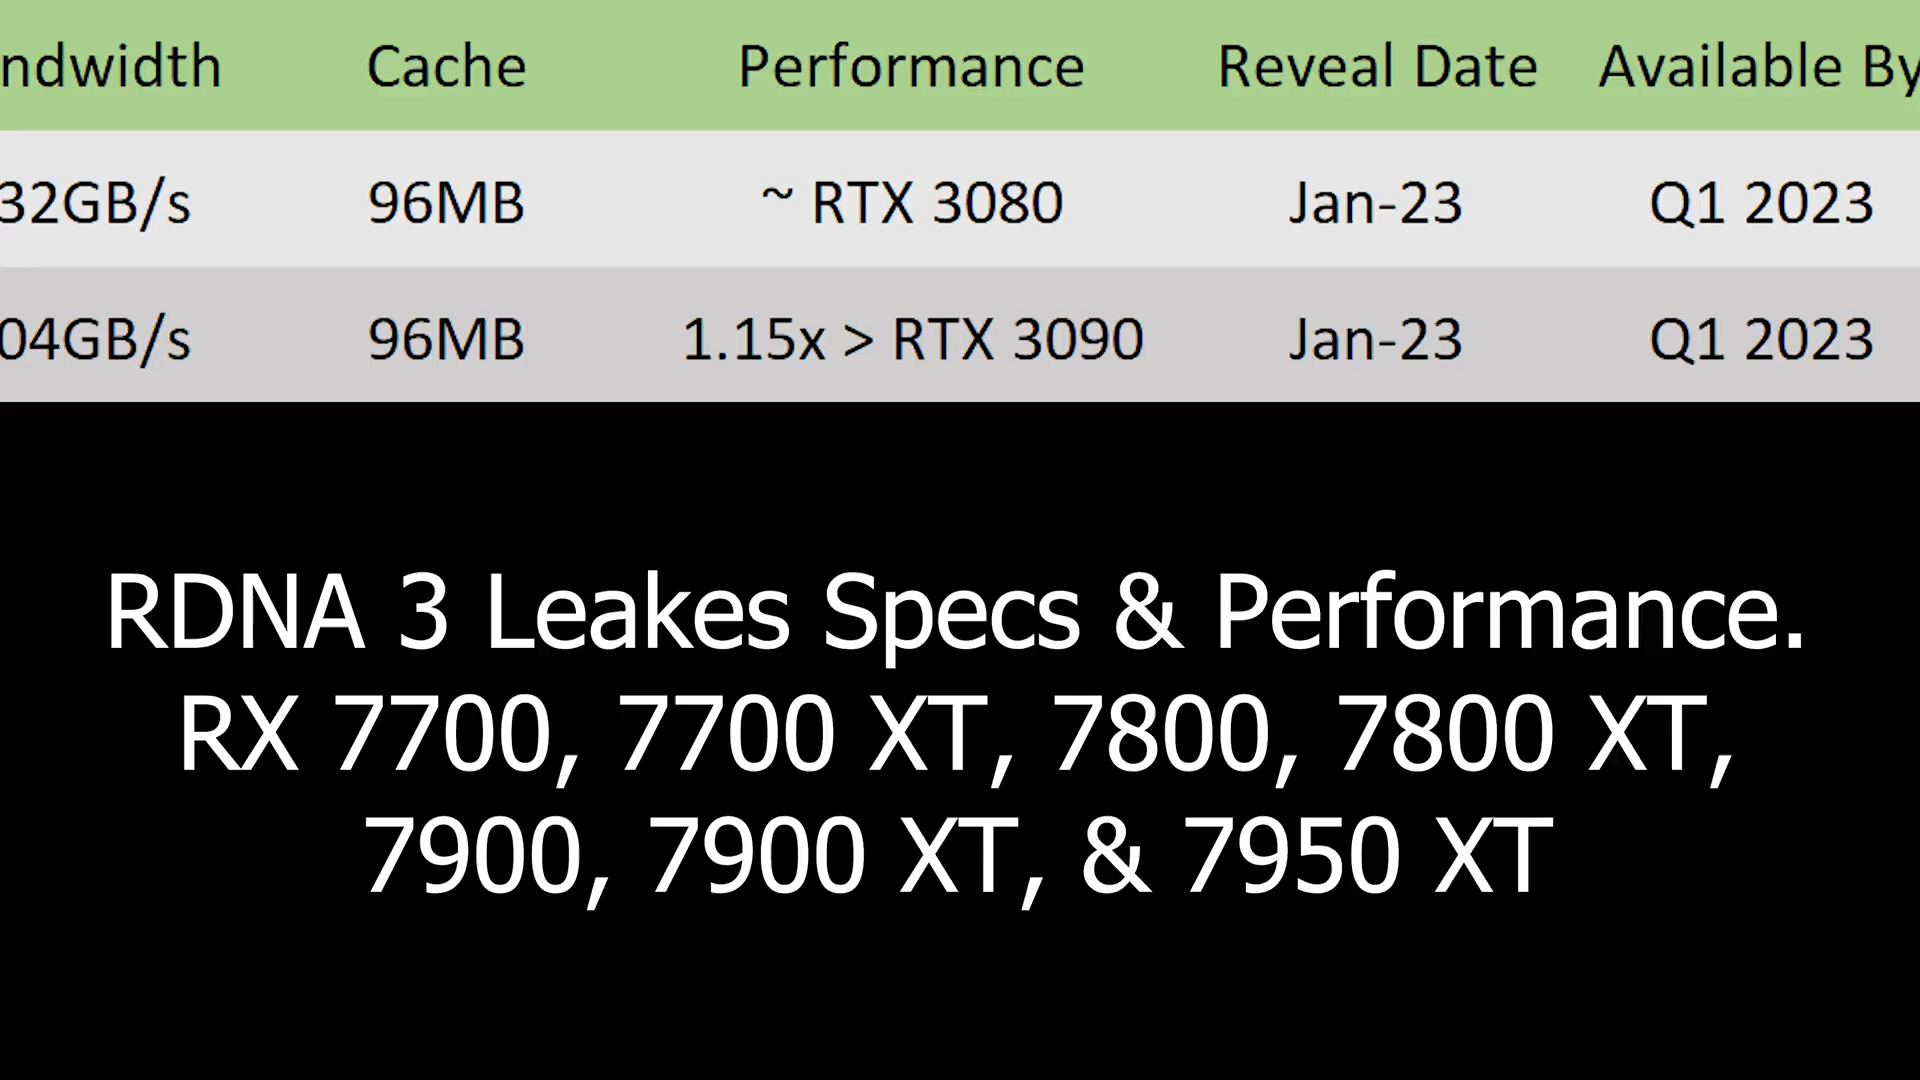 ndwidth Cache Performance Reveal Date Available By
32GB/s 96MB ~ RTX 3080 Jan-23 Q1 2023
04GB/s 96MB 1.15x > RTX 3090 Jan-23 Q1 2023
RDNA 3 Leakes Specs & Performance.
RX 7700, 7700 XT, 7800, 7800 XT,
7900, 7900 XT, & 7950 XT